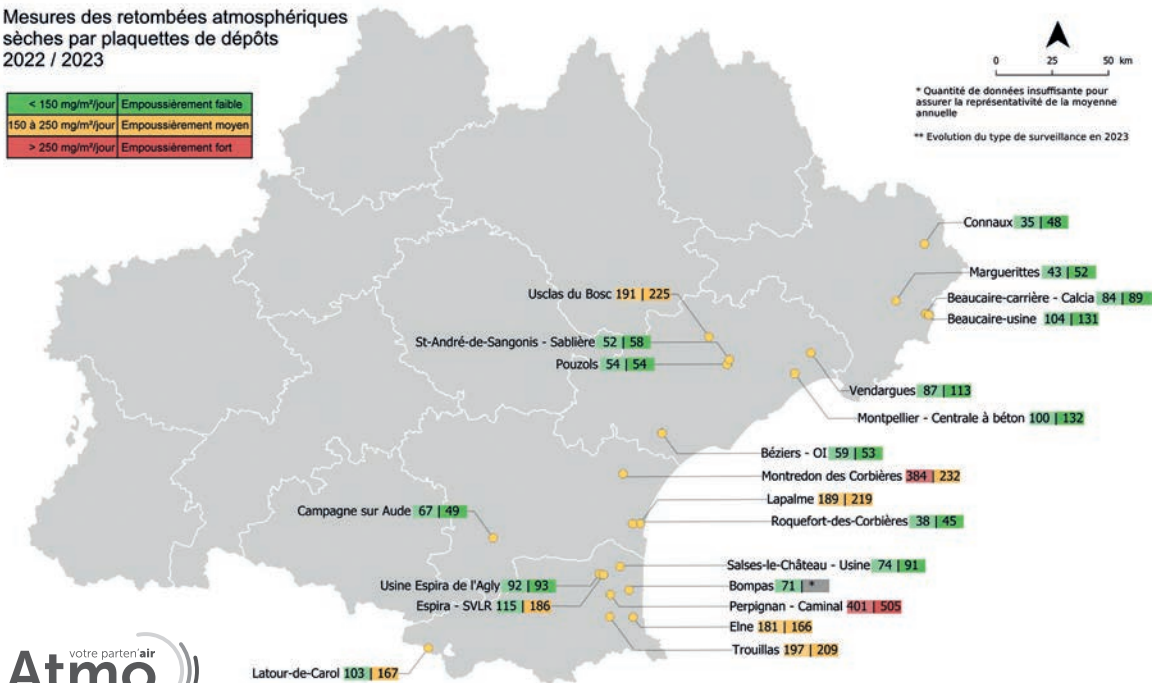 Mesures des retombées atmosphériques
sèches par plaquettes de dépôts
2022 / 2023
< 150 mg/m²/jour Empoussièrement faible
150 à 250 mg/m²/jour Empoussièrement moyen
> 250 mg/m²/jour Empoussièrement fort
0 25 50 km
* Quantité de données insuffisante pour
assurer la représentativité de la moyenne
annuelle
** Evolution du type de surveillance en 2023
Connaux 35 | 48
Marguerittes 43 | 52
Beaucaire-carrière - Calcia 84 | 89
Beaucaire-usine 104 | 131
Usclas du Bosc 191 | 225
St-André-de-Sangonis - Sablière 52 | 58
Pouzols 54 | 54
Vendargues 87 | 113
Montpellier - Centrale à béton 100 | 132
Béziers - OI 59 | 53
Montredon des Corbières 384 | 232
Lapalme 189 | 219
Roquefort-des-Corbières 38 | 45
Campagne sur Aude 67 | 49
Salses-le-Château - Usine 74 | 91
Usine Espira de l'Agly 92 | 93
Bompas 71 | *
Espira - SVLR 115 | 186
Perpignan - Caminal 401 | 505
Elne 181 | 166
Trouillas 197 | 209
Latour-de-Carol 103 | 167
votre parten'air
Atmo